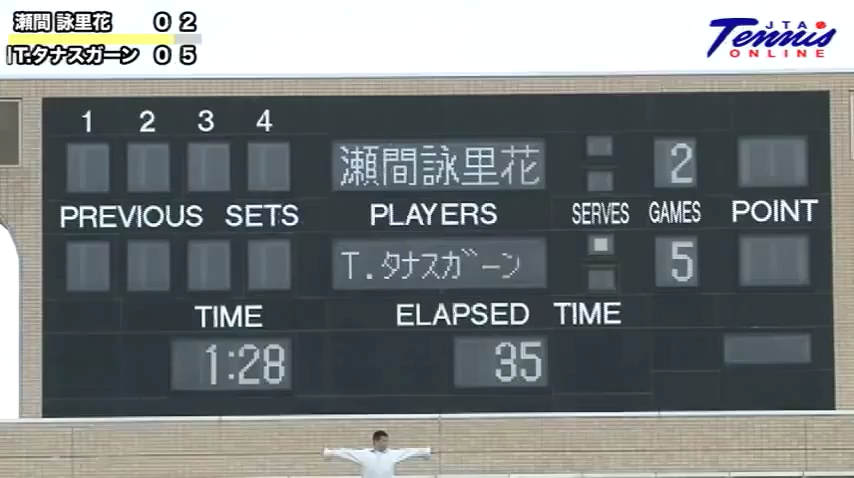 瀬間 詠里花 0 2
T.タナスガーン 0 5
JTA
Tennis
ONLINE
1 2 3 4
瀬間詠里花 2
PREVIOUS SETS PLAYERS SERVES GAMES POINT
T.タナスガーン 5
TIME ELAPSED TIME
1:28 35